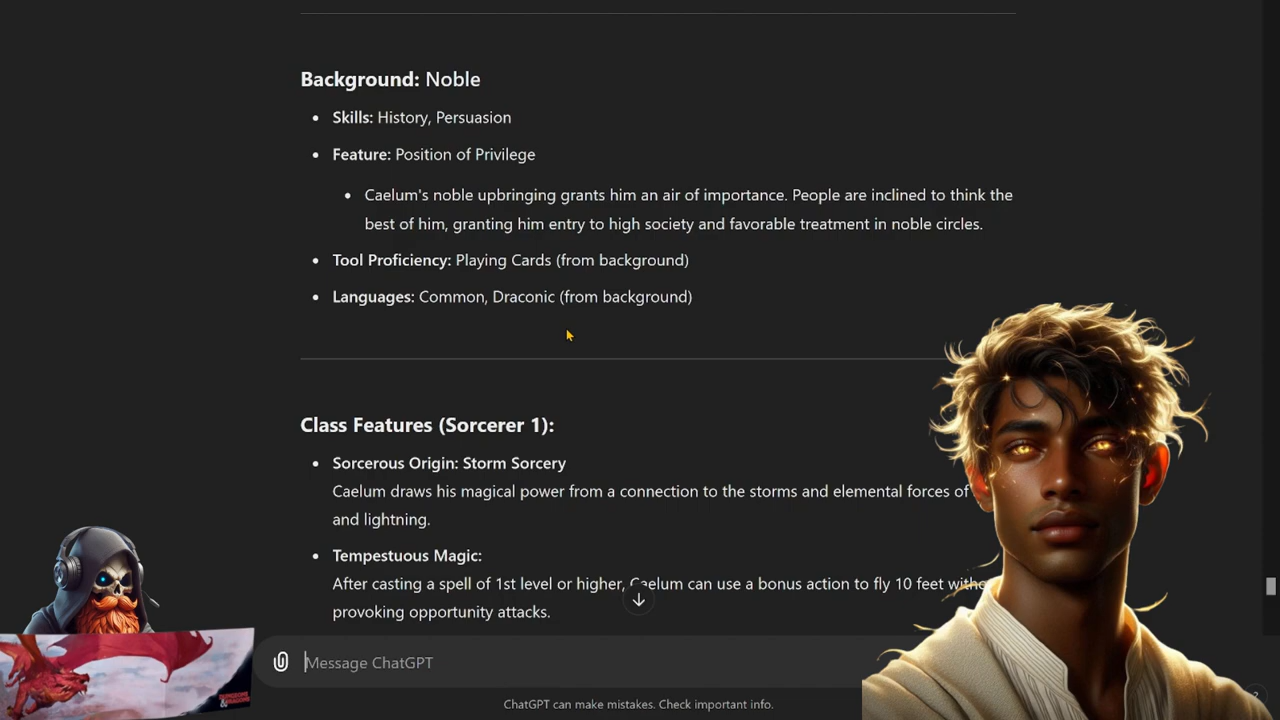 Background: Noble
Skills: History, Persuasion
Feature: Position of Privilege
Caelum's noble upbringing grants him an air of importance. People are inclined to think the
best of him, granting him entry to high society and favorable treatment in noble circles.
Tool Proficiency: Playing Cards (from background)
Languages: Common, Draconic (from background)
Class Features (Sorcerer 1):
Sorcerous Origin: Storm Sorcery
Caelum draws his magical power from a connection to the storms and elemental forces of
and lightning.
Tempestuous Magic:
After casting a spell of 1st level or higher, Caelum can use a bonus action to fly 10 feet
provoking opportunity attacks.
Message ChatGPT
ChatGPT can make mistakes. Check important info.